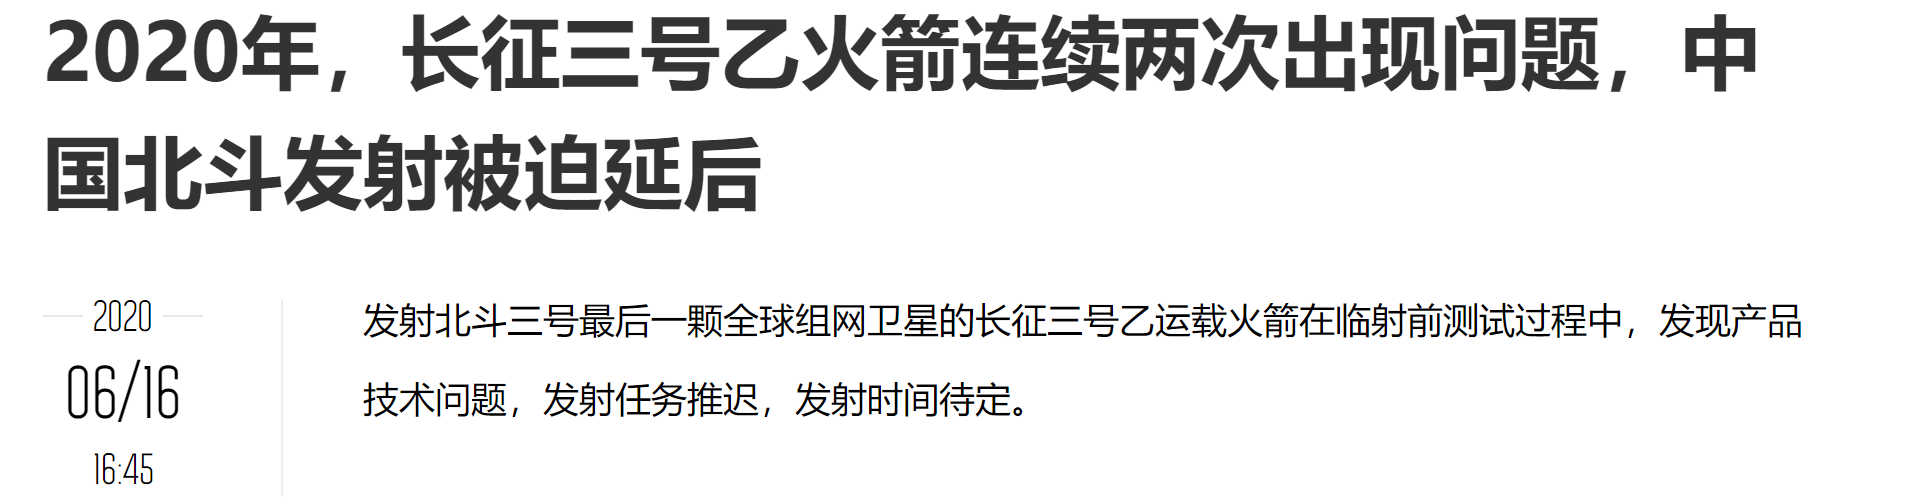 2020年，长征三号乙火箭连续两次出现问题，中
国北斗发射被迫延后
2020
06/16
16:45
发射北斗三号最后一颗全球组网卫星的长征三号乙运载火箭在临射前测试过程中，发现产品
技术问题，发射任务推迟，发射时间待定。